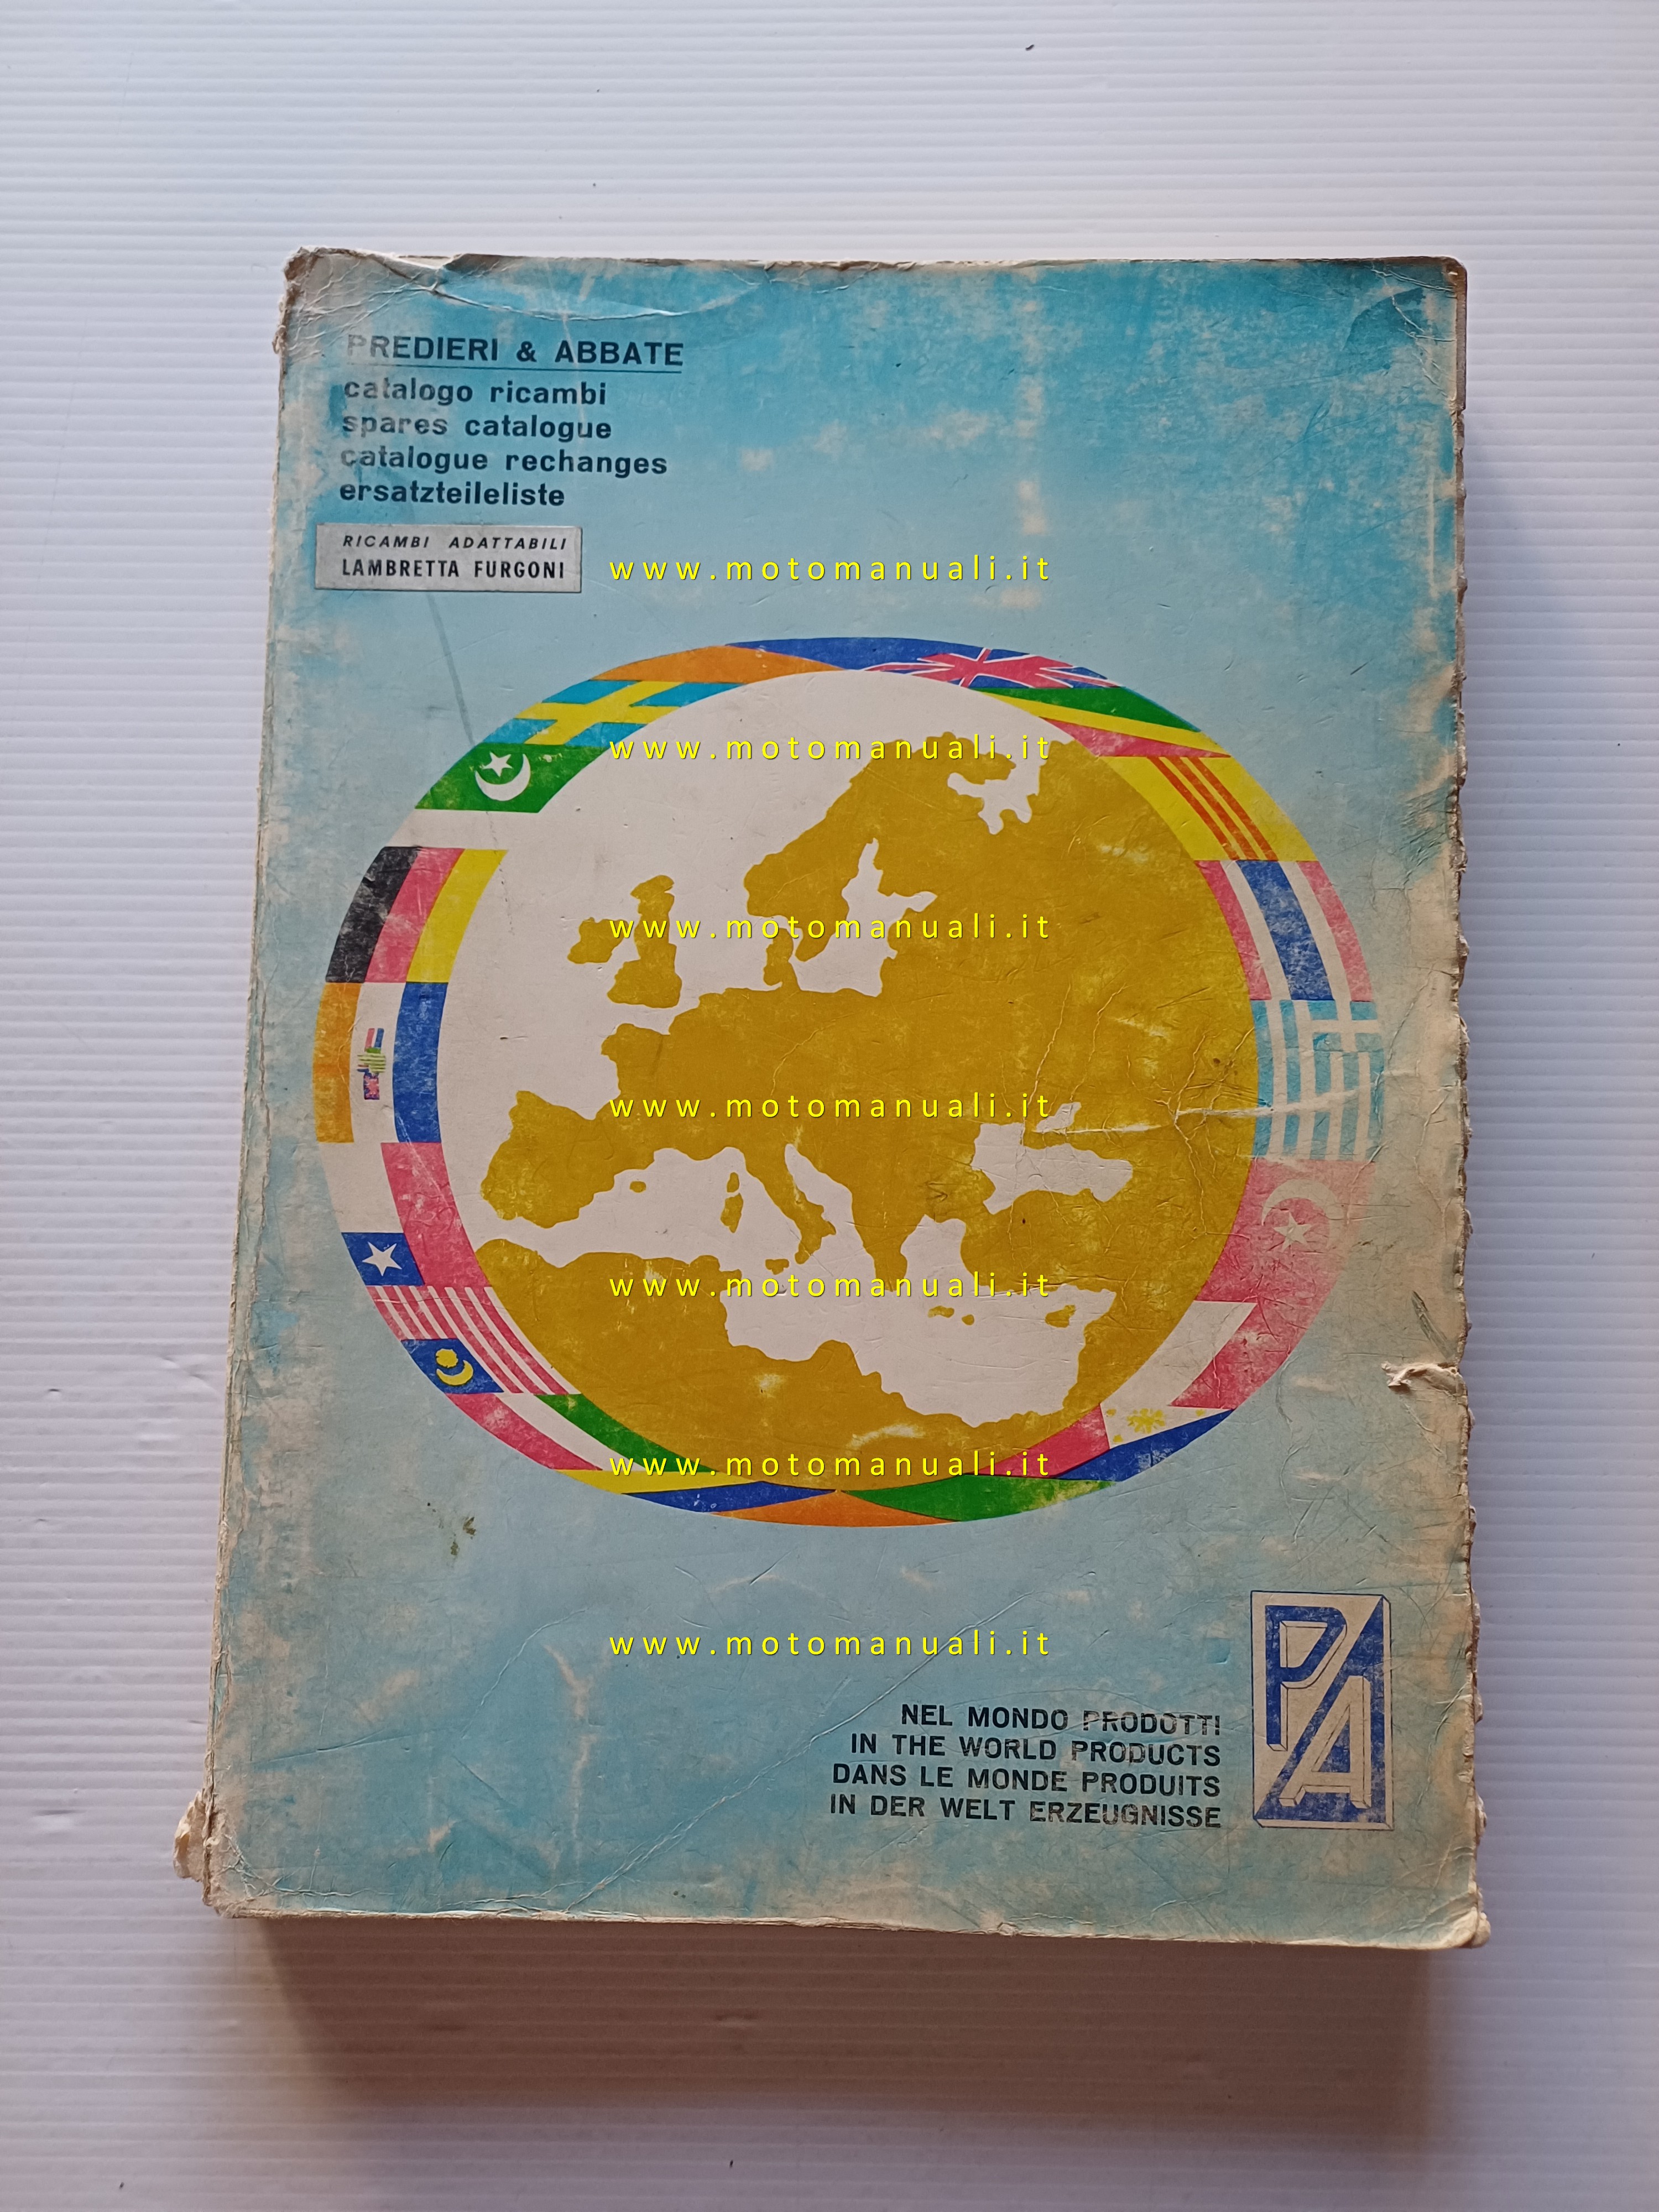 PREDIERI & ABBATE
catalogo ricambi
spares catalogue
catalogue rechanges
ersatzteileliste
RICAMBI ADATTABILI
LAMBRETTA FURGONI
www.motomanuali.it
www.motomanuali.it
www.motomanuali.it
www.motomanuali.it
www.motomanuali.it
www.motomanuali.it
www.motomanuali.it
PA
NEL MONDO PRODOTTI
IN THE WORLD PRODUCTS
DANS LE MONDE PRODUITS
IN DER WELT ERZEUGNISSE